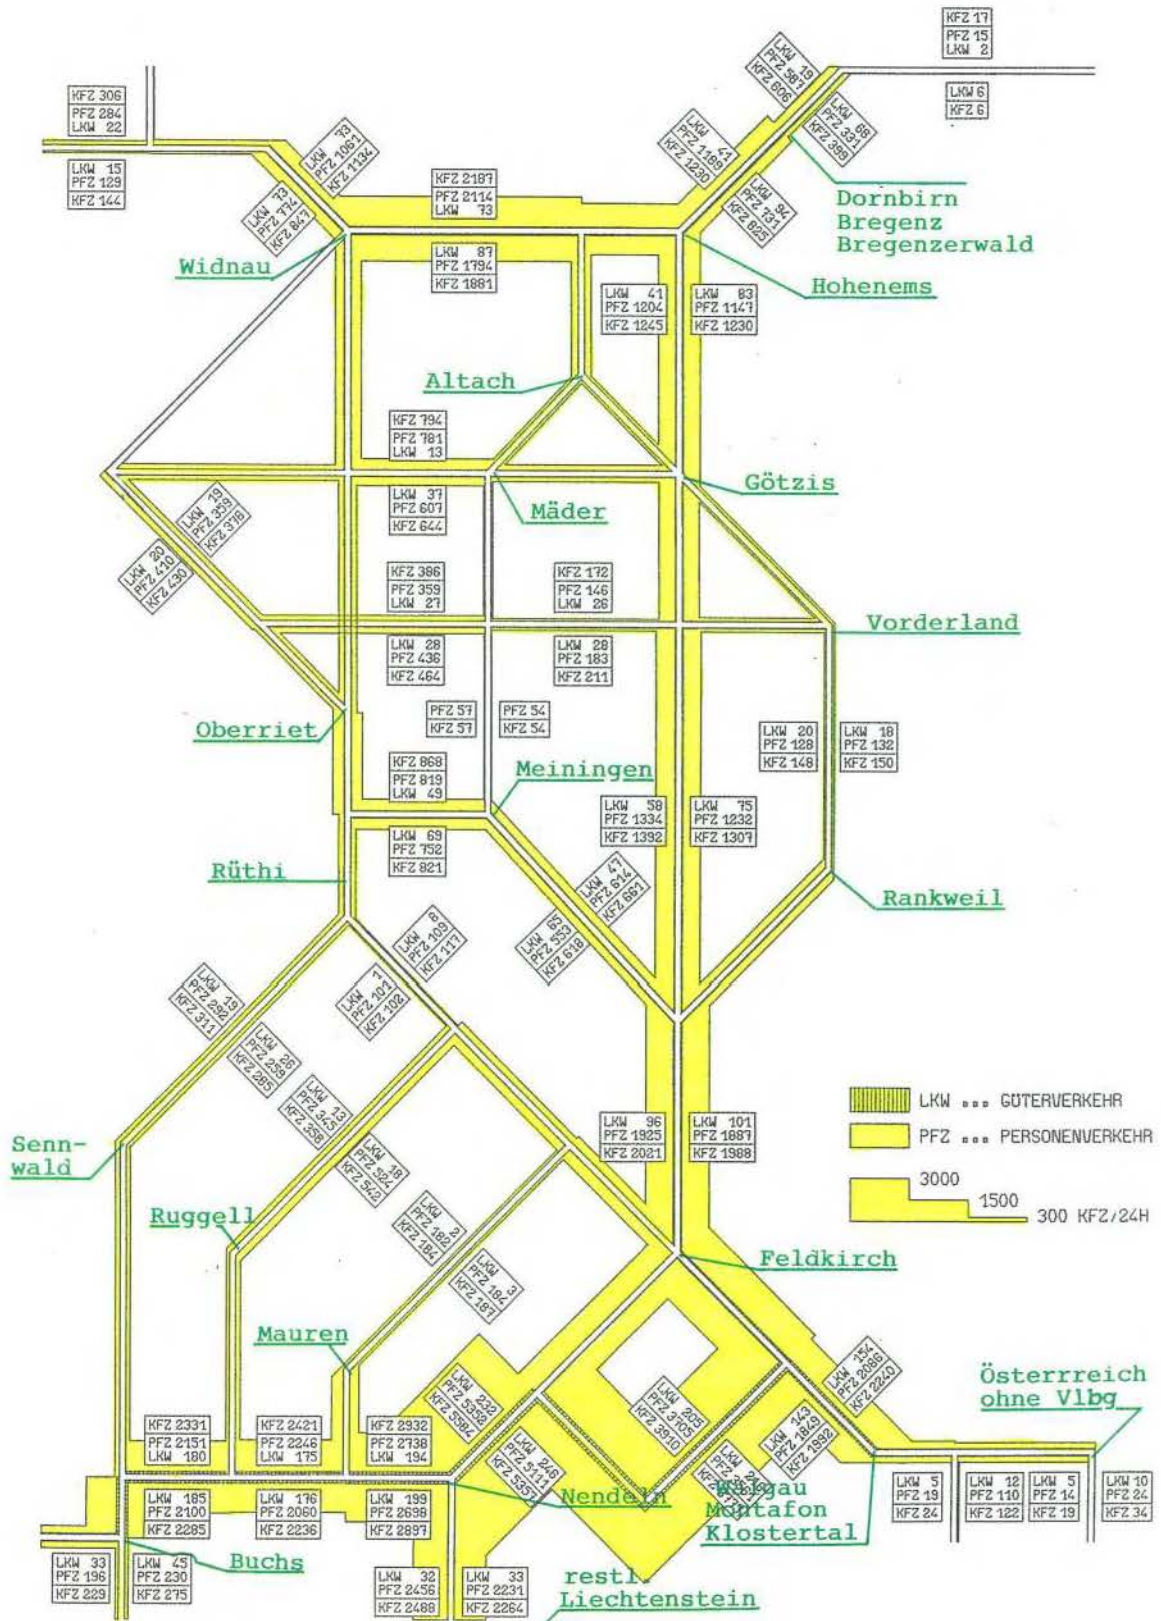 KFZ 17
PFZ 15
LKW 2
LKW 6
KFZ 6
LKW 19
PFZ 587
KFZ 606
LKW 68
PFZ 331
KFZ 399
KFZ 306
PFZ 284
LKW 22
LKW 15
PFZ 129
KFZ 144
LKW 73
PFZ 1061
KFZ 1134
LKW 73
PFZ 774
KFZ 847
LKW 41
PFZ 1189
KFZ 1230
LKW 94
PFZ 731
KFZ 825
KFZ 2187
PFZ 2114
LKW 73
LKW 87
PFZ 1794
KFZ 1881
Dornbirn
Bregenz
Bregenzerwald
Widnau
Hohenems
LKW 41
PFZ 1204
KFZ 1245
LKW 83
PFZ 1147
KFZ 1230
Altach
KFZ 794
PFZ 781
LKW 13
LKW 37
PFZ 607
KFZ 644
Mäder
Götzis
LKW 19
PFZ 359
KFZ 378
LKW 20
PFZ 410
KFZ 430
KFZ 386
PFZ 359
LKW 27
KFZ 172
PFZ 146
LKW 26
Vorderland
LKW 28
PFZ 436
KFZ 464
LKW 28
PFZ 183
KFZ 211
Oberriet
PFZ 57
KFZ 57
PFZ 54
KFZ 54
LKW 20
PFZ 128
KFZ 148
LKW 18
PFZ 132
KFZ 150
KFZ 868
PFZ 819
LKW 49
Meiningen
LKW 69
PFZ 752
KFZ 821
LKW 58
PFZ 1334
KFZ 1392
LKW 75
PFZ 1232
KFZ 1307
Rüthi
Rankweil
LKW 47
PFZ 614
KFZ 661
LKW 65
PFZ 553
KFZ 618
LKW 8
PFZ 109
KFZ 117
LKW 1
PFZ 101
KFZ 102
LKW 19
PFZ 292
KFZ 311
LKW 26
PFZ 259
KFZ 285
LKW 13
PFZ 345
KFZ 358
LKW 18
PFZ 524
KFZ 542
LKW 2
PFZ 182
KFZ 184
LKW 3
PFZ 184
KFZ 187
LKW 96
PFZ 1925
KFZ 2021
LKW 101
PFZ 1887
KFZ 1988
LKW ... GÜTERVERKEHR
PFZ ... PERSONENVERKEHR
3000
1500
300 KFZ/24H
Senn-
wald
Ruggell
Feldkirch
Mauren
LKW 154
PFZ 2086
KFZ 2240
Österrreich
ohne Vlbg
LKW 232
PFZ 5352
KFZ 5584
LKW 205
PFZ 3705
KFZ 3910
LKW 143
PFZ 1849
KFZ 1992
KFZ 2331
PFZ 2151
LKW 180
KFZ 2421
PFZ 2246
LKW 175
KFZ 2932
PFZ 2738
LKW 194
LKW 246
PFZ 5111
KFZ 5357
LKW 185
PFZ 2100
KFZ 2285
LKW 176
PFZ 2060
KFZ 2236
LKW 199
PFZ 2698
KFZ 2897
Nendeln
Walgau
Montafon
Klostertal
LKW 5
PFZ 19
KFZ 24
LKW 12
PFZ 110
KFZ 122
LKW 5
PFZ 14
KFZ 19
LKW 10
PFZ 24
KFZ 34
Buchs
LKW 33
PFZ 196
KFZ 229
LKW 45
PFZ 230
KFZ 275
LKW 32
PFZ 2456
KFZ 2488
LKW 33
PFZ 2231
KFZ 2264
restl.
Liechtenstein